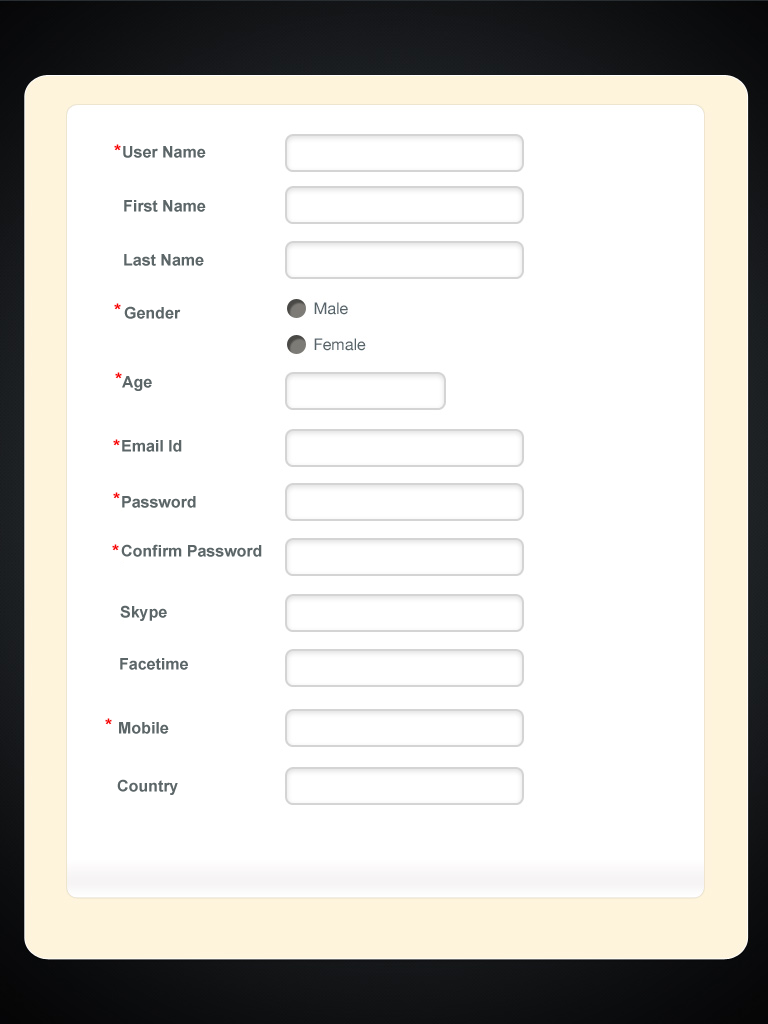 *User Name
First Name
Last Name
* Gender
Male
Female
*Age
*Email Id
*Password
*Confirm Password
Skype
Facetime
* Mobile
Country